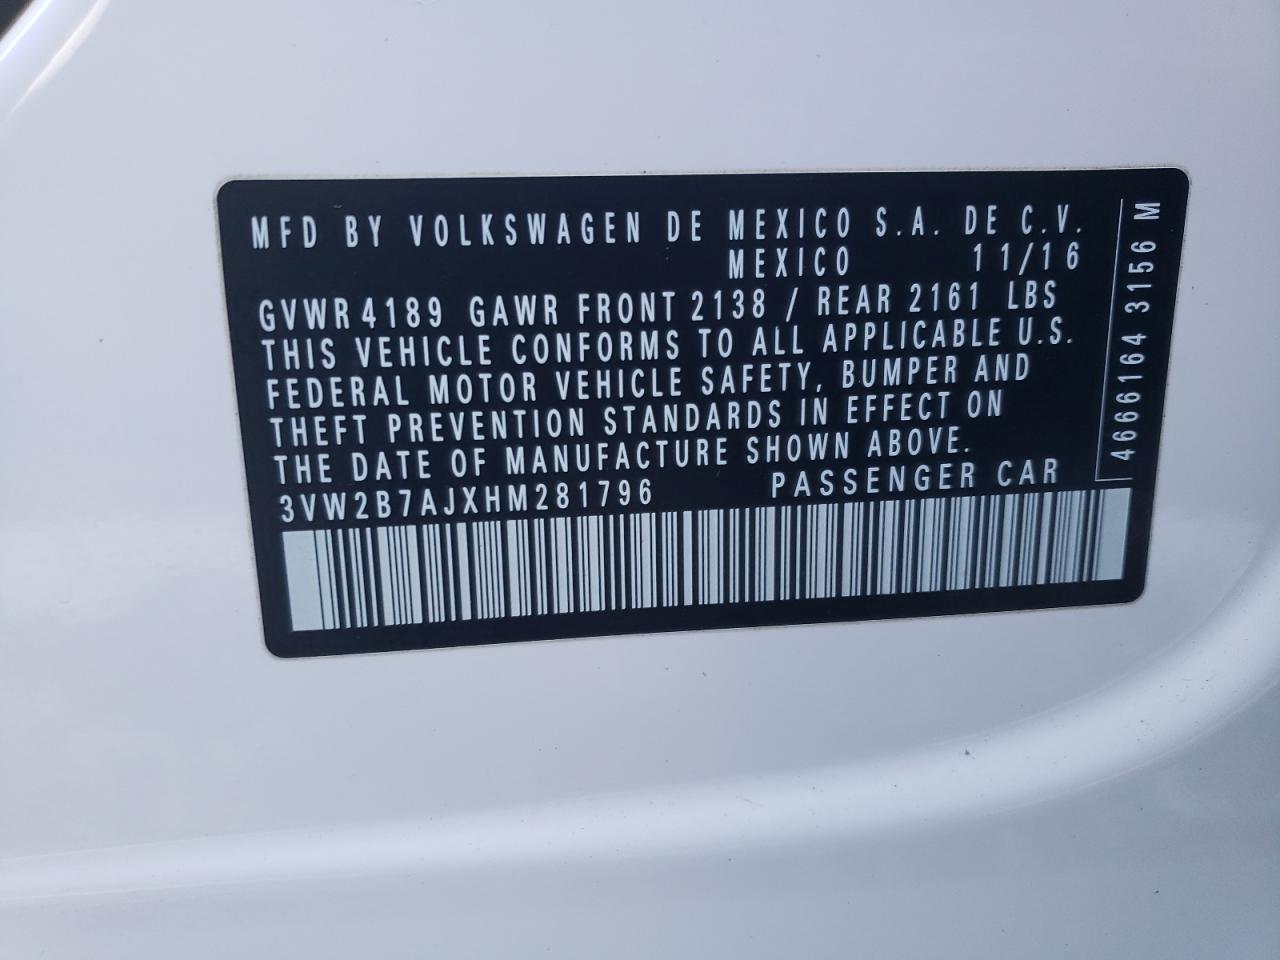 MFD BY VOLKSWAGEN DE MEXICO S.A. DE C.V.
MEXICO 11/16
GVWR 4189 GAWR FRONT 2138 / REAR 2161 LBS
THIS VEHICLE CONFORMS TO ALL APPLICABLE U.S.
FEDERAL MOTOR VEHICLE SAFETY, BUMPER AND
THEFT PREVENTION STANDARDS IN EFFECT ON
THE DATE OF MANUFACTURE SHOWN ABOVE.
3VW2B7AJXHM281796 PASSENGER CAR
4666164 3156 M